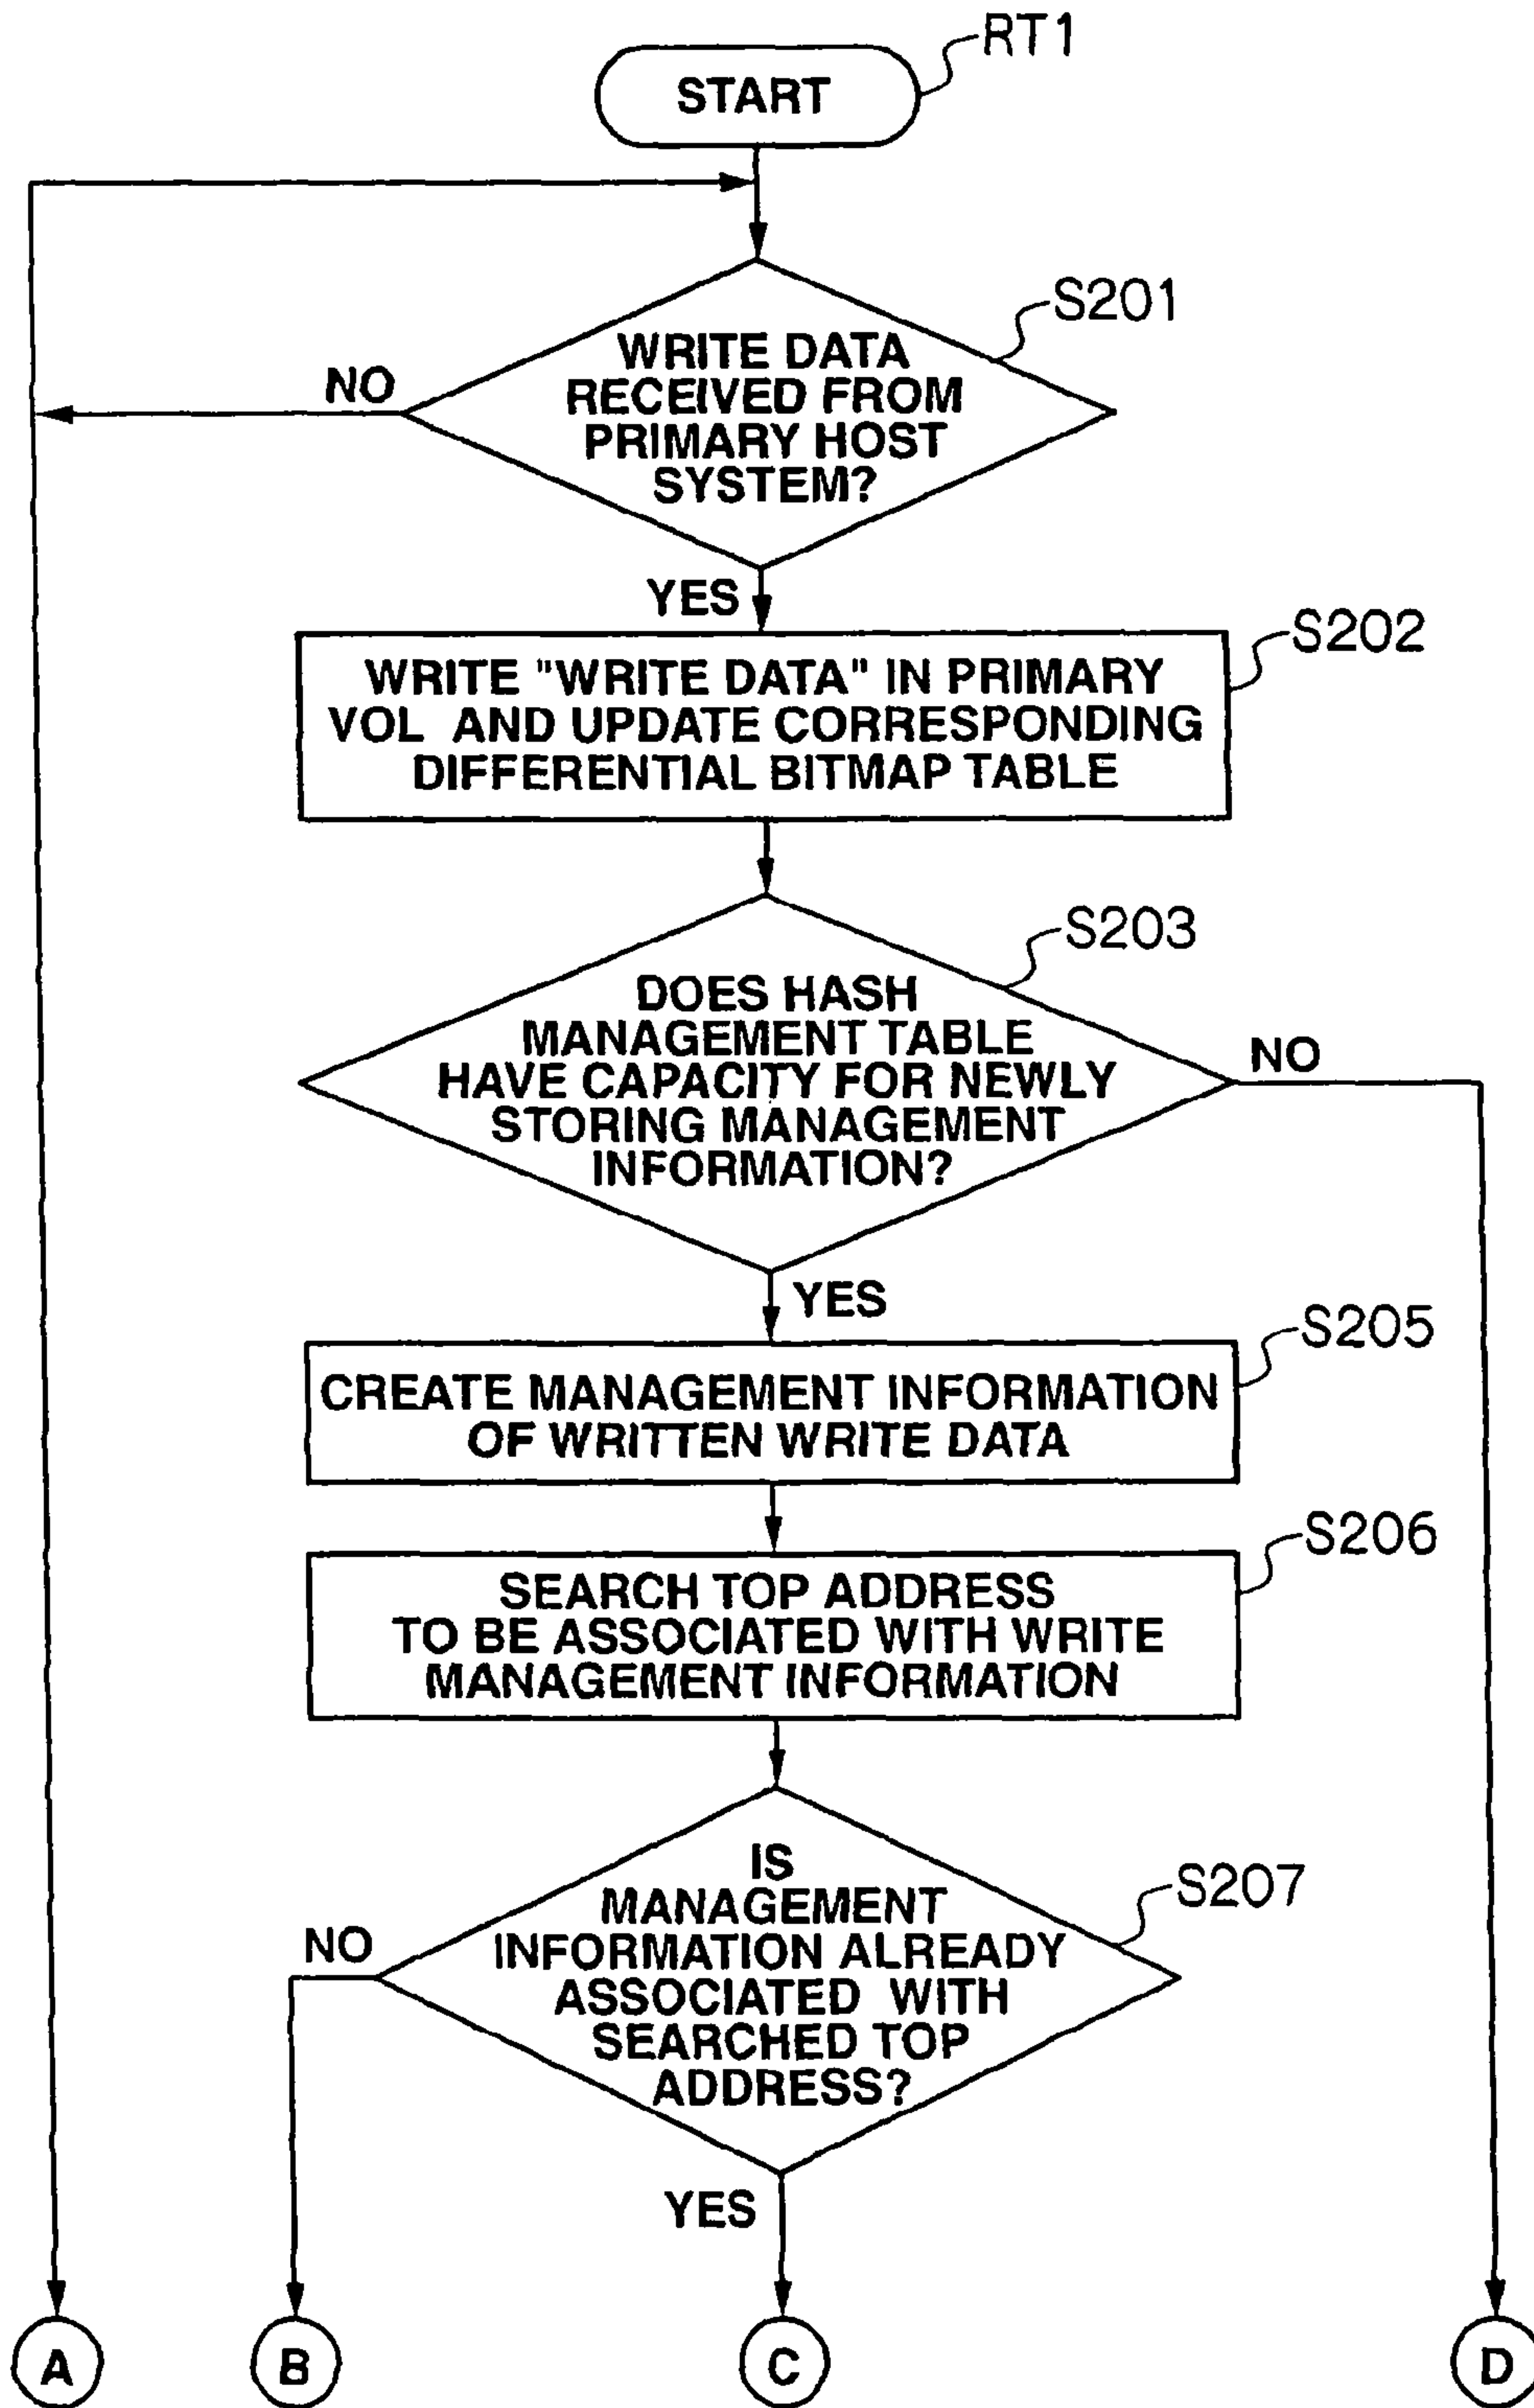 RT1
START
S201
WRITE DATA
RECEIVED FROM
PRIMARY HOST
SYSTEM?
NO
YES
S202
WRITE "WRITE DATA" IN PRIMARY
VOL AND UPDATE CORRESPONDING
DIFFERENTIAL BITMAP TABLE
S203
DOES HASH
MANAGEMENT TABLE
HAVE CAPACITY FOR NEWLY
STORING MANAGEMENT
INFORMATION?
NO
YES
S205
CREATE MANAGEMENT INFORMATION
OF WRITTEN WRITE DATA
S206
SEARCH TOP ADDRESS
TO BE ASSOCIATED WITH WRITE
MANAGEMENT INFORMATION
S207
IS
MANAGEMENT
INFORMATION ALREADY
ASSOCIATED WITH
SEARCHED TOP
ADDRESS?
NO
YES
A
B
C
D